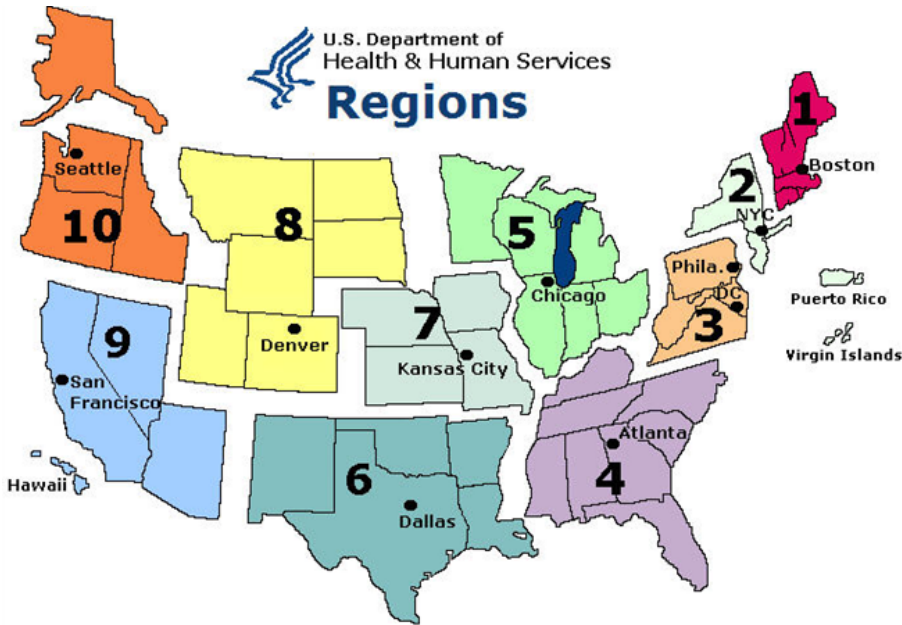 U.S. Department of
Health & Human Services
Regions
1
Boston
2
NYC
Seattle
10
8
5
Phila.
DC
3
Puerto Rico
Virgin Islands
Chicago
7
Kansas City
Denver
9
San
Francisco
Hawaii
6
Dallas
Atlanta
4